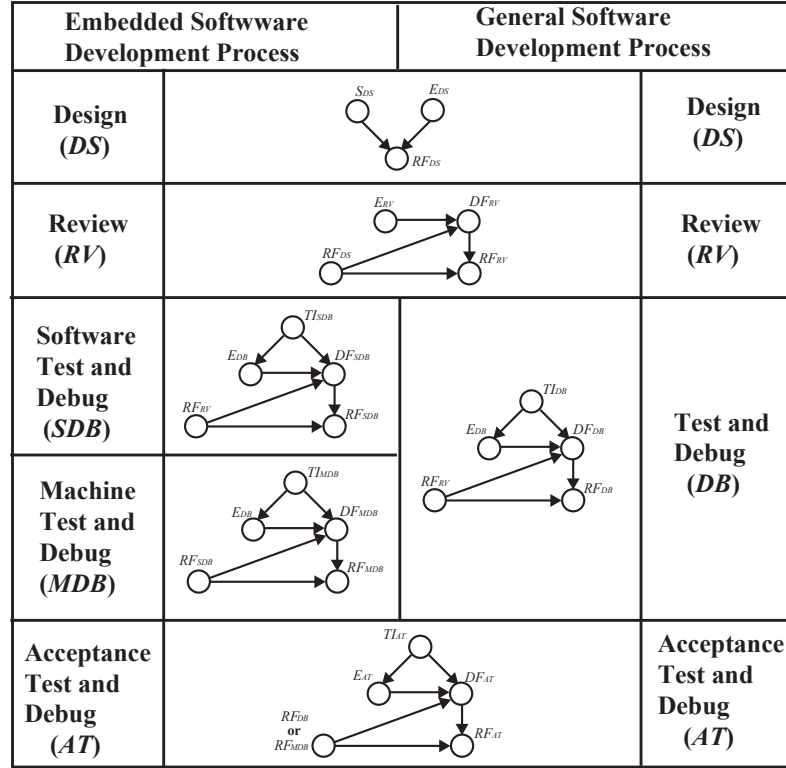 Embedded Softwware
Development Process
General Software
Development Process
Design
(DS)
SDS
EDS
RFDS
Design
(DS)
Review
(RV)
ERV
DFRV
RFDS
RFRV
Review
(RV)
Software
Test and
Debug
(SDB)
TISDB
EDB
DFSDB
RFRV
RFSDB
Machine
Test and
Debug
(MDB)
TIMDB
EDB
DFMDB
RFSDB
RFMDB
TIDB
EDB
DFDB
RFRV
RFDB
Test and
Debug
(DB)
Acceptance
Test and
Debug
(AT)
TIAT
EAT
DFAT
RFDB
or
RFMDB
RFAT
Acceptance
Test and
Debug
(AT)